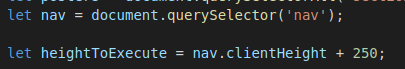 let nav = document.querySelector('nav');
let heightToExecute = nav.clientHeight + 250;